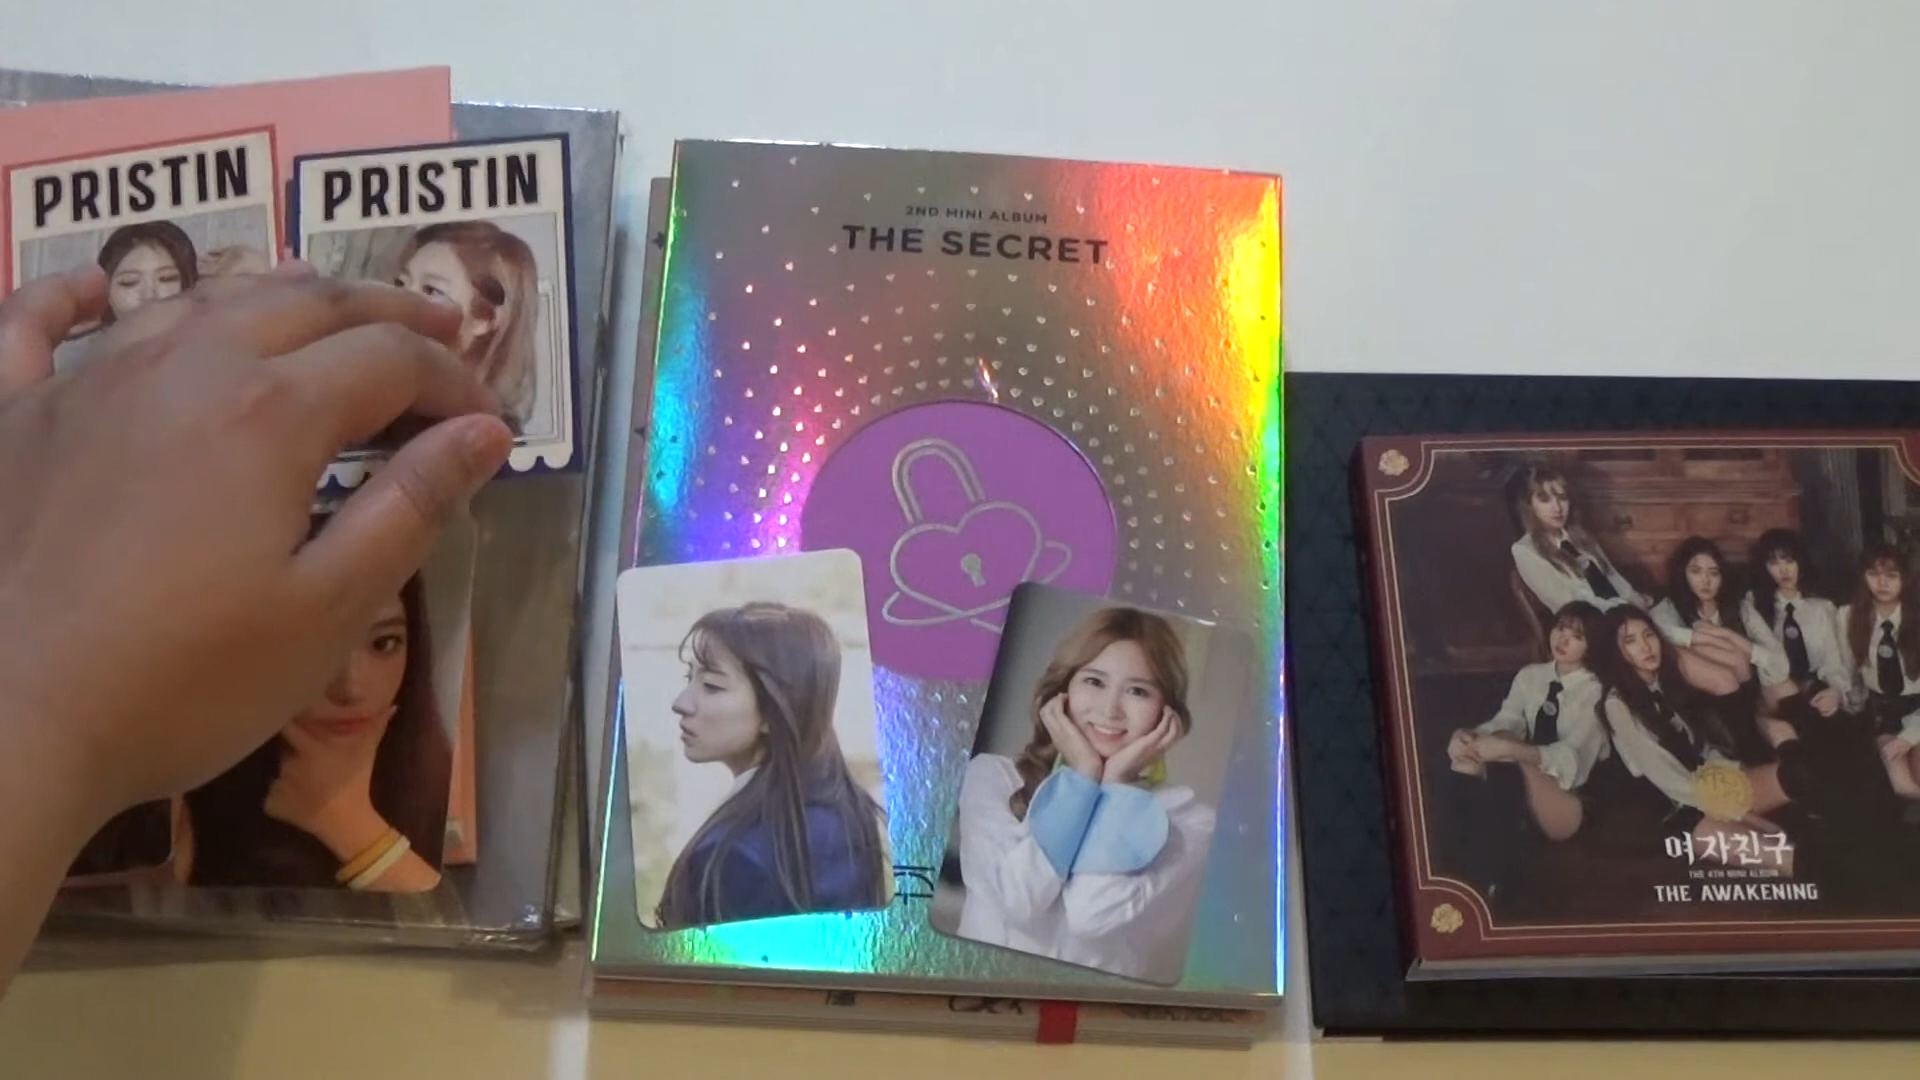 PRISTIN
PRISTIN
2ND MINI ALBUM
THE SECRET
여자친구
THE 4TH MINI ALBUM
THE AWAKENING